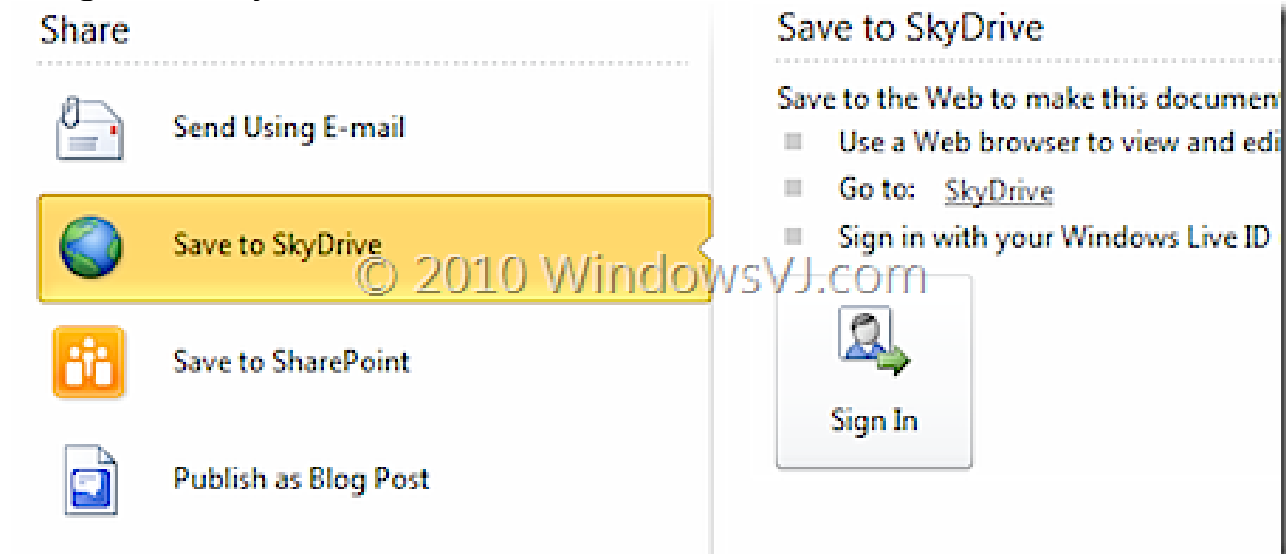 Share
Send Using E-mail
Save to SkyDrive
Save to SharePoint
Publish as Blog Post
Save to SkyDrive
Save to the Web to make this documen
Use a Web browser to view and edi
Go to: SkyDrive
Sign in with your Windows Live ID
Sign In
© 2010 WindowsVJ.com